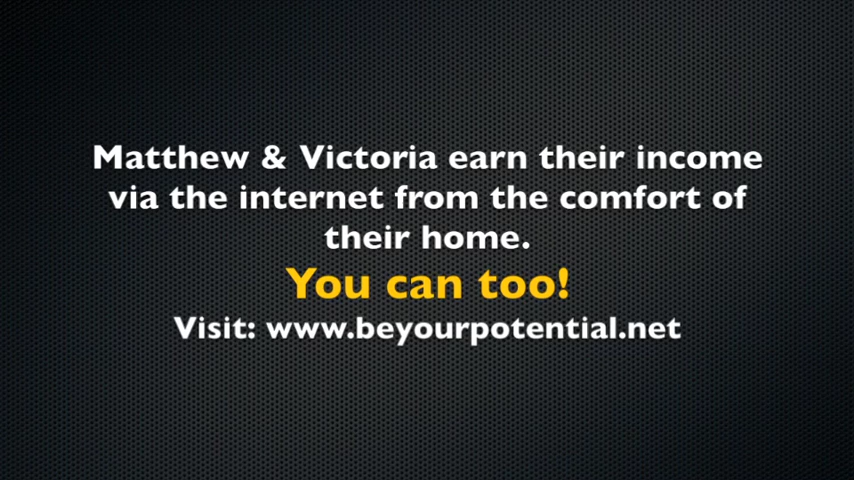 Matthew & Victoria earn their income
via the internet from the comfort of
their home.
You can too!
Visit: www.beyourpotential.net